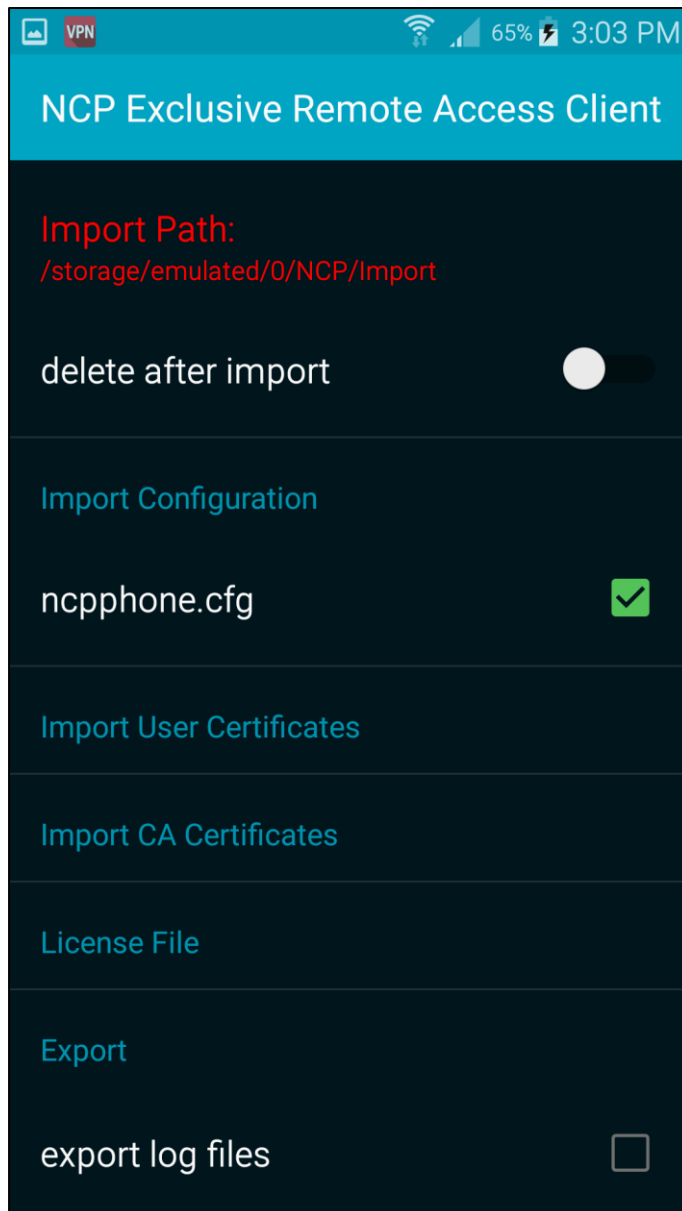 VPN 65% 3:03 PM
NCP Exclusive Remote Access Client
Import Path:
/storage/emulated/0/NCP/Import
delete after import
Import Configuration
ncpphone.cfg
Import User Certificates
Import CA Certificates
License File
Export
export log files